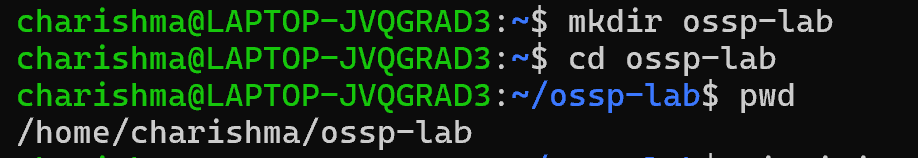 charishma@LAPTOP-JVQGRAD3:~$ mkdir ossp-lab
charishma@LAPTOP-JVQGRAD3:~$ cd ossp-lab
charishma@LAPTOP-JVQGRAD3:~/ossp-lab$ pwd
/home/charishma/ossp-lab